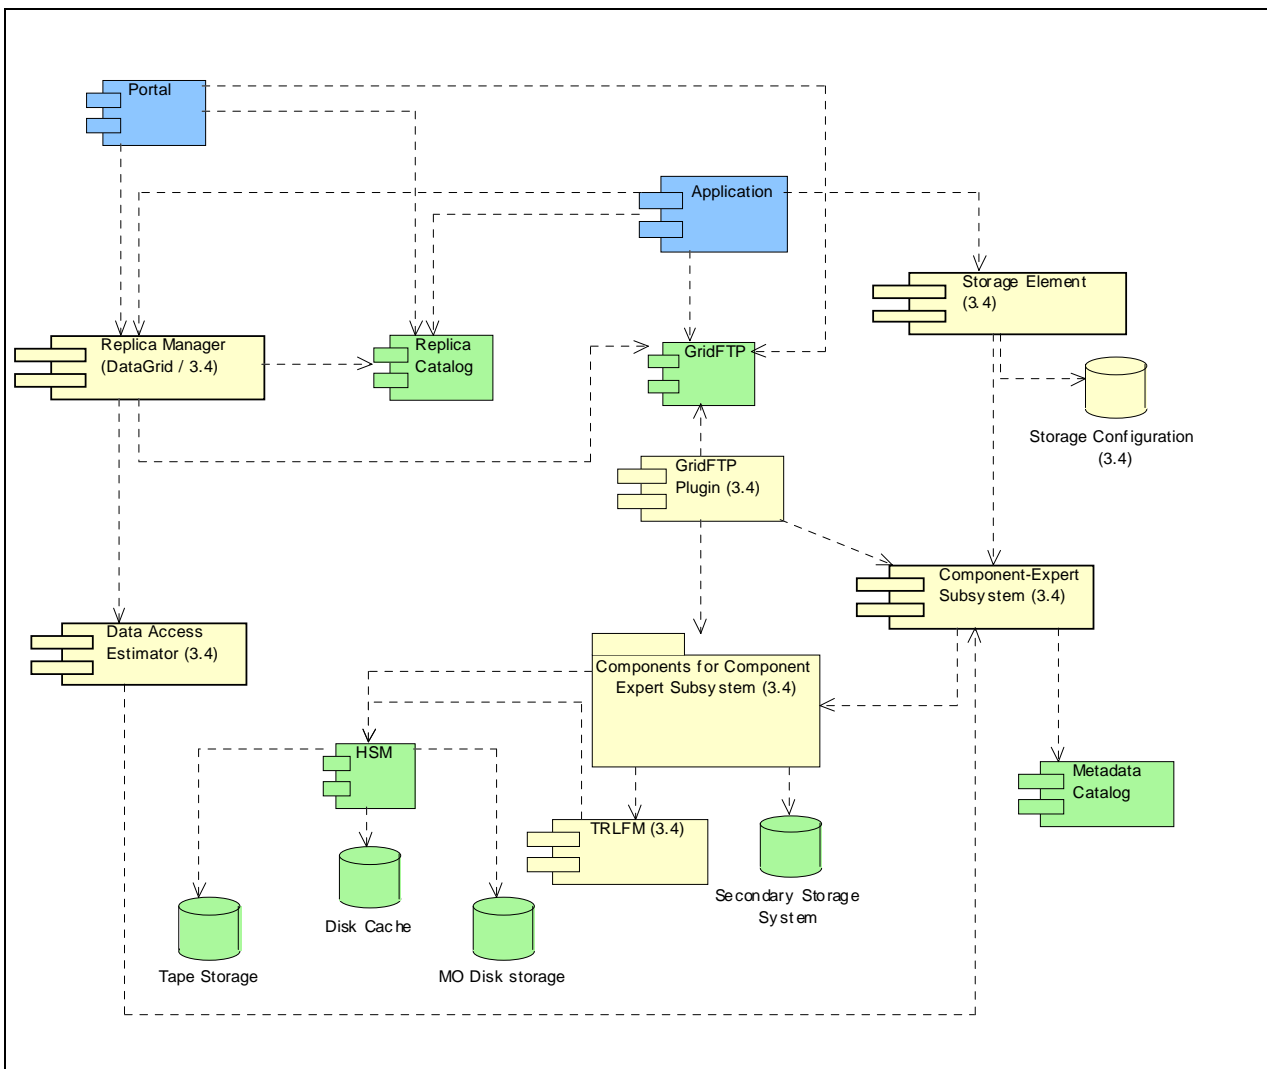 Portal
Application
Storage Element
(3.4)
Replica Manager
(DataGrid / 3.4)
Replica
Catalog
GridFTP
Storage Configuration
(3.4)
GridFTP
Plugin (3.4)
Component-Expert
Subsystem (3.4)
Data Access
Estimator (3.4)
Components for Component
Expert Subsystem (3.4)
HSM
Metadata
Catalog
TRLFM (3.4)
Secondary Storage
System
Disk Cache
Tape Storage
MO Disk storage